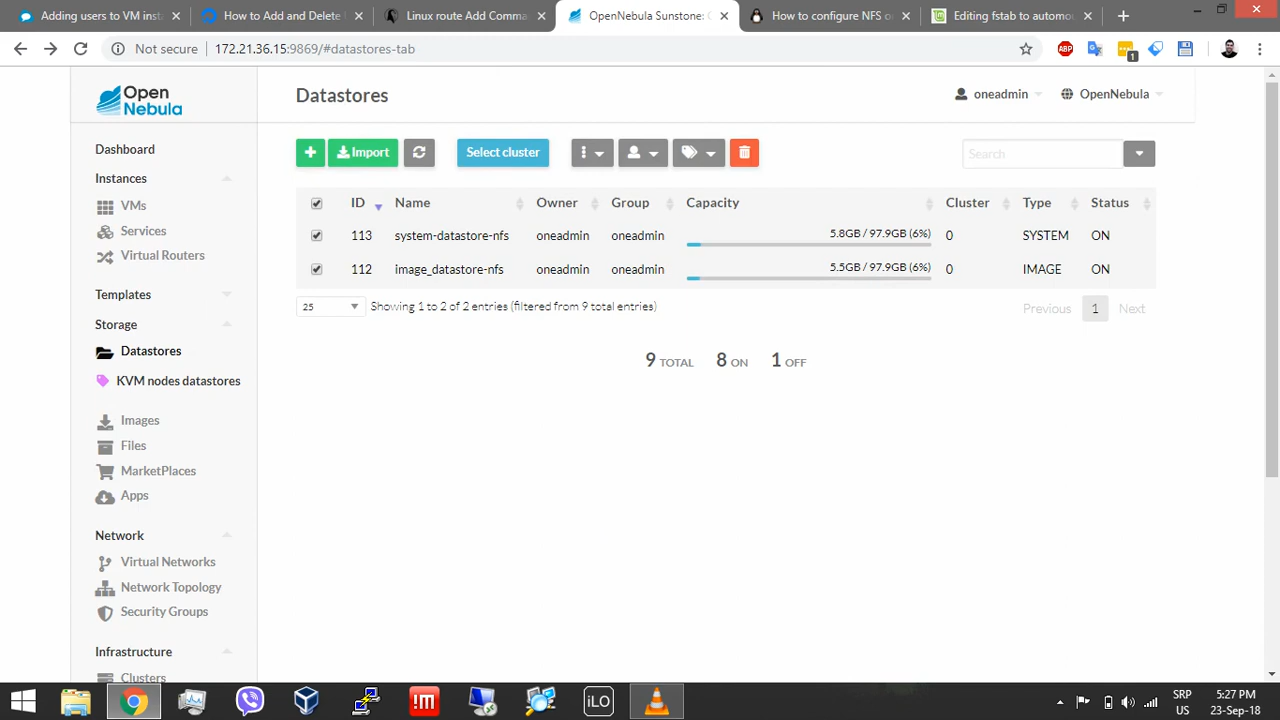 Adding users to VM inst
How to Add and Delete
Linux route Add Comma
OpenNebula Sunstone:
How to configure NFS o
Editing fstab to automou
Not secure
172.21.36.15:9869/#datastores-tab
ABP
1
Open
Nebula
Datastores
oneadmin
OpenNebula
Dashboard
Instances
VMs
Services
Virtual Routers
Templates
Storage
Datastores
KVM nodes datastores
Images
Files
MarketPlaces
Apps
Network
Virtual Networks
Network Topology
Security Groups
Infrastructure
Clusters
Import
Select cluster
Search
ID Name Owner Group Capacity Cluster Type Status
113 system-datastore-nfs oneadmin oneadmin 5.8GB / 97.9GB (6%) 0 SYSTEM ON
112 image_datastore-nfs oneadmin oneadmin 5.5GB / 97.9GB (6%) 0 IMAGE ON
25 Showing 1 to 2 of 2 entries (filtered from 9 total entries)
Previous 1 Next
9 TOTAL 8 ON 1 OFF
!m
iLO
SRP
US
5:27 PM
23-Sep-18